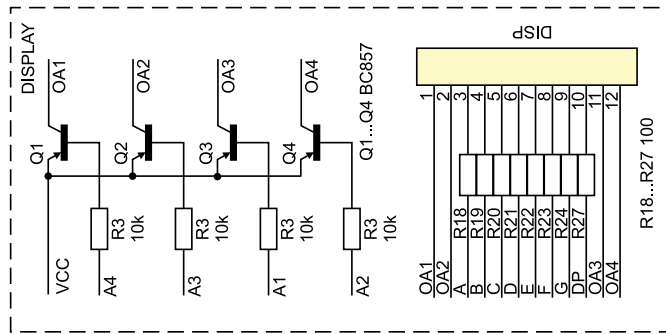 DISPLAY
OA1
OA2
OA3
OA4
Q1
Q2
Q3
Q4
Q1...Q4 BC857
R3
10k
R3
10k
R3
10k
R3
10k
VCC
A4
A3
A1
A2
DISP
1
2
3
4
5
6
7
8
9
10
11
12
OA1
OA2
A R18
B R19
C R20
D R21
E R22
F R23
G R24
DP R27
OA3
OA4
R18...R27 100